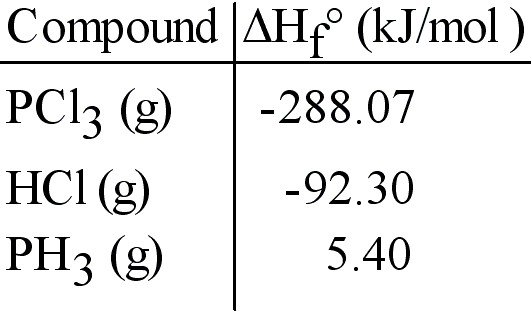 Compound ΔHf° (kJ/mol )
PCl3 (g) -288.07
HCl (g) -92.30
PH3 (g) 5.40